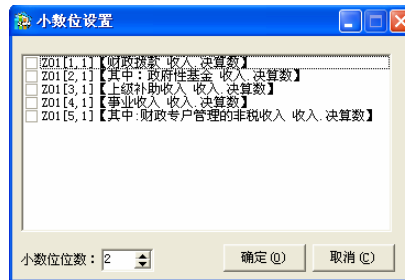 小数位设置
Z01[1,1]【财政拨款 收入.决算数】
Z01[2,1]【其中：政府性基金 收入.决算数】
Z01[3,1]【上级补助收入 收入.决算数】
Z01[4,1]【事业收入 收入.决算数】
Z01[5,1]【其中:财政专户管理的非税收入 收入.决算数】
小数位位数：2
确定(O)
取消(C)